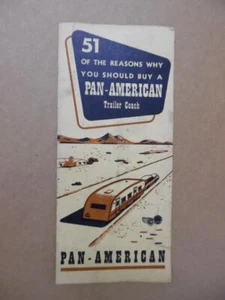 51
OF THE REASONS WHY
YOU SHOULD BUY A
PAN-AMERICAN
Trailer Coach
PAN-AMERICAN